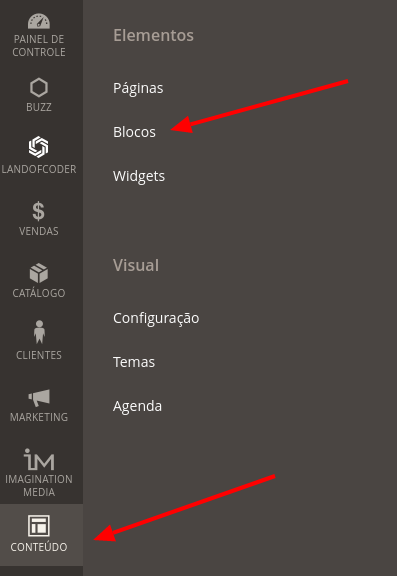 PAINEL DE
CONTROLE
BUZZ
LANDOFCODER
VENDAS
CATÁLOGO
CLIENTES
MARKETING
iM
IMAGINATION
MEDIA
CONTEÚDO
Elementos
Páginas
Blocos
Widgets
Visual
Configuração
Temas
Agenda